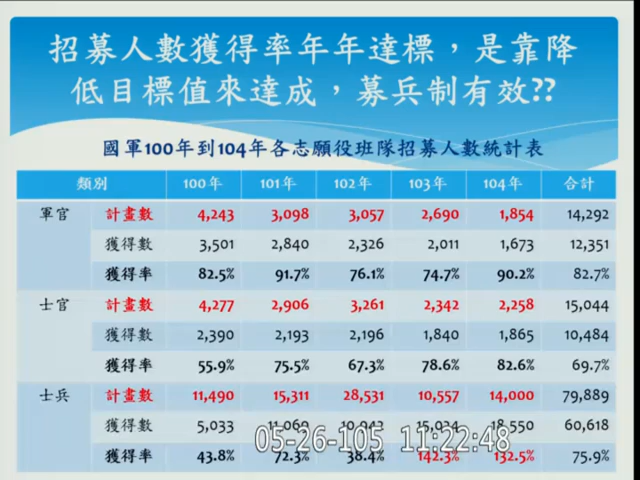 招募人數獲得率年年達標，是靠降
低目標值來達成，募兵制有效??
國軍100年到104年各志願役班隊招募人數統計表
類別 100年 101年 102年 103年 104年 合計
軍官 計畫數 4,243 3,098 3,057 2,690 1,854 14,292
獲得數 3,501 2,840 2,326 2,011 1,673 12,351
獲得率 82.5% 91.7% 76.1% 74.7% 90.2% 82.7%
士官 計畫數 4,277 2,906 3,261 2,342 2,258 15,044
獲得數 2,390 2,193 2,196 1,840 1,865 10,484
獲得率 55.9% 75.5% 67.3% 78.6% 82.6% 69.7%
士兵 計畫數 11,490 15,311 28,531 10,557 14,000 79,889
獲得數 5,033 11,069 18,550 60,618
05-26-105 11:22:48
獲得率 43.8% 72.3% 38.4% 142.3% 132.5% 75.9%